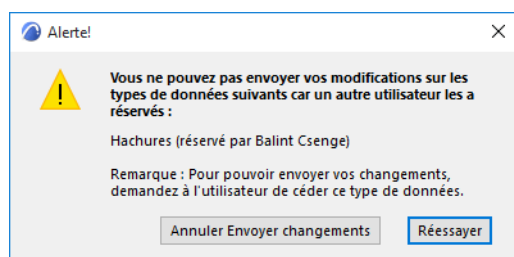 Alerte!
Vous ne pouvez pas envoyer vos modifications sur les
types de données suivants car un autre utilisateur les a
réservés :
Hachures (réservé par Balint Csenge)
Remarque : Pour pouvoir envoyer vos changements,
demandez à l'utilisateur de céder ce type de données.
Annuler Envoyer changements
Réessayer